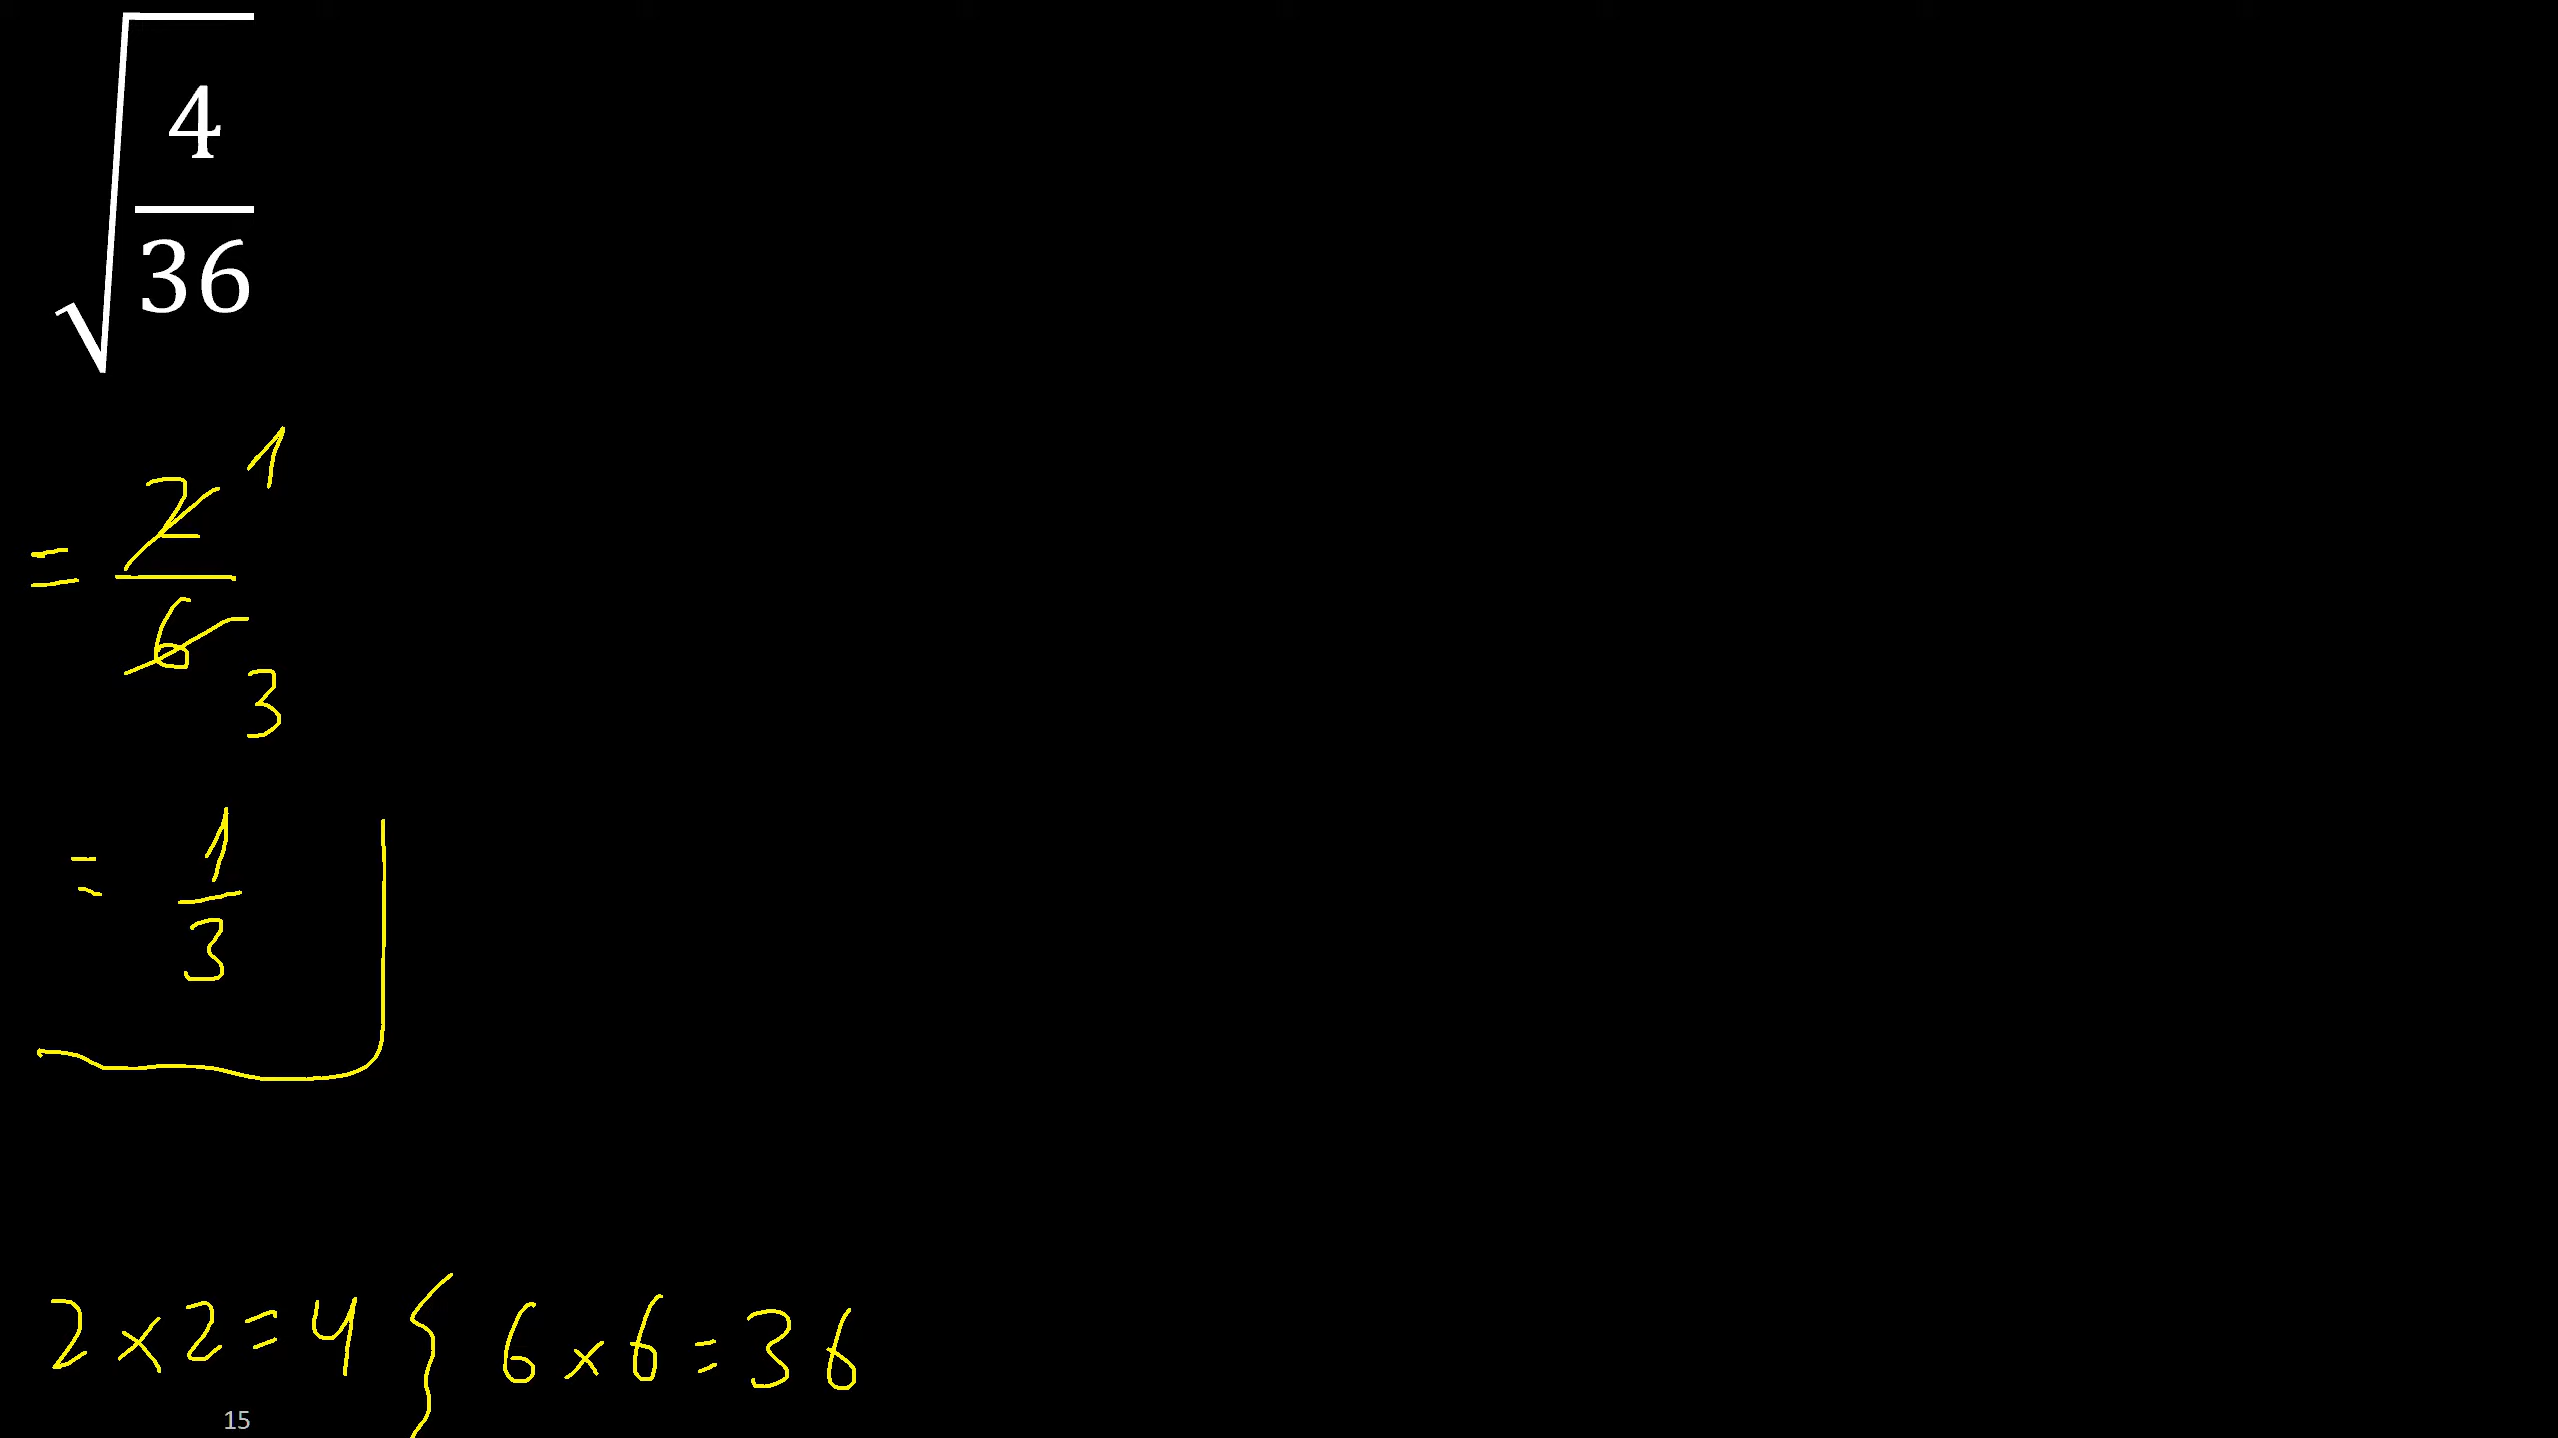 √(4/36)
= 2/6 1 3
= 1/3
2 × 2 = 4 { 6 × 6 = 36
15